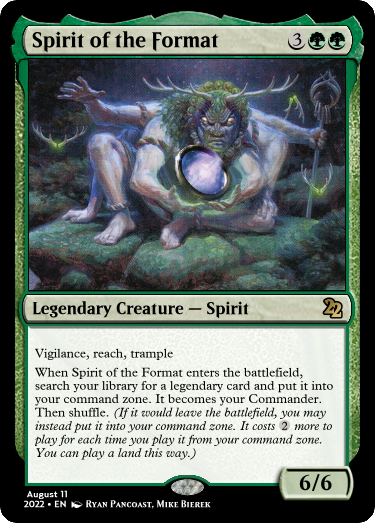 Spirit of the Format 3
Legendary Creature — Spirit 22
Vigilance, reach, trample
When Spirit of the Format enters the battlefield,
search your library for a legendary card and put it into
your command zone. It becomes your Commander.
Then shuffle. (If it would leave the battlefield, you may
instead put it into your command zone. It costs 2 more to
play for each time you play it from your command zone.
You can play a land this way.)
6/6
August 11
2022 • EN Ryan Pancoast, Mike Bierek